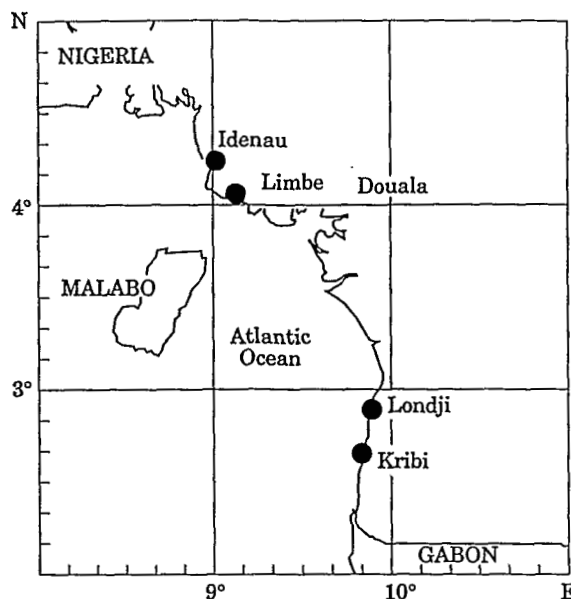 N
NIGERIA
Idenau
Limbe
Douala
4°
MALABO
Atlantic
Ocean
3°
Londji
Kribi
GABON
9°
10°
E